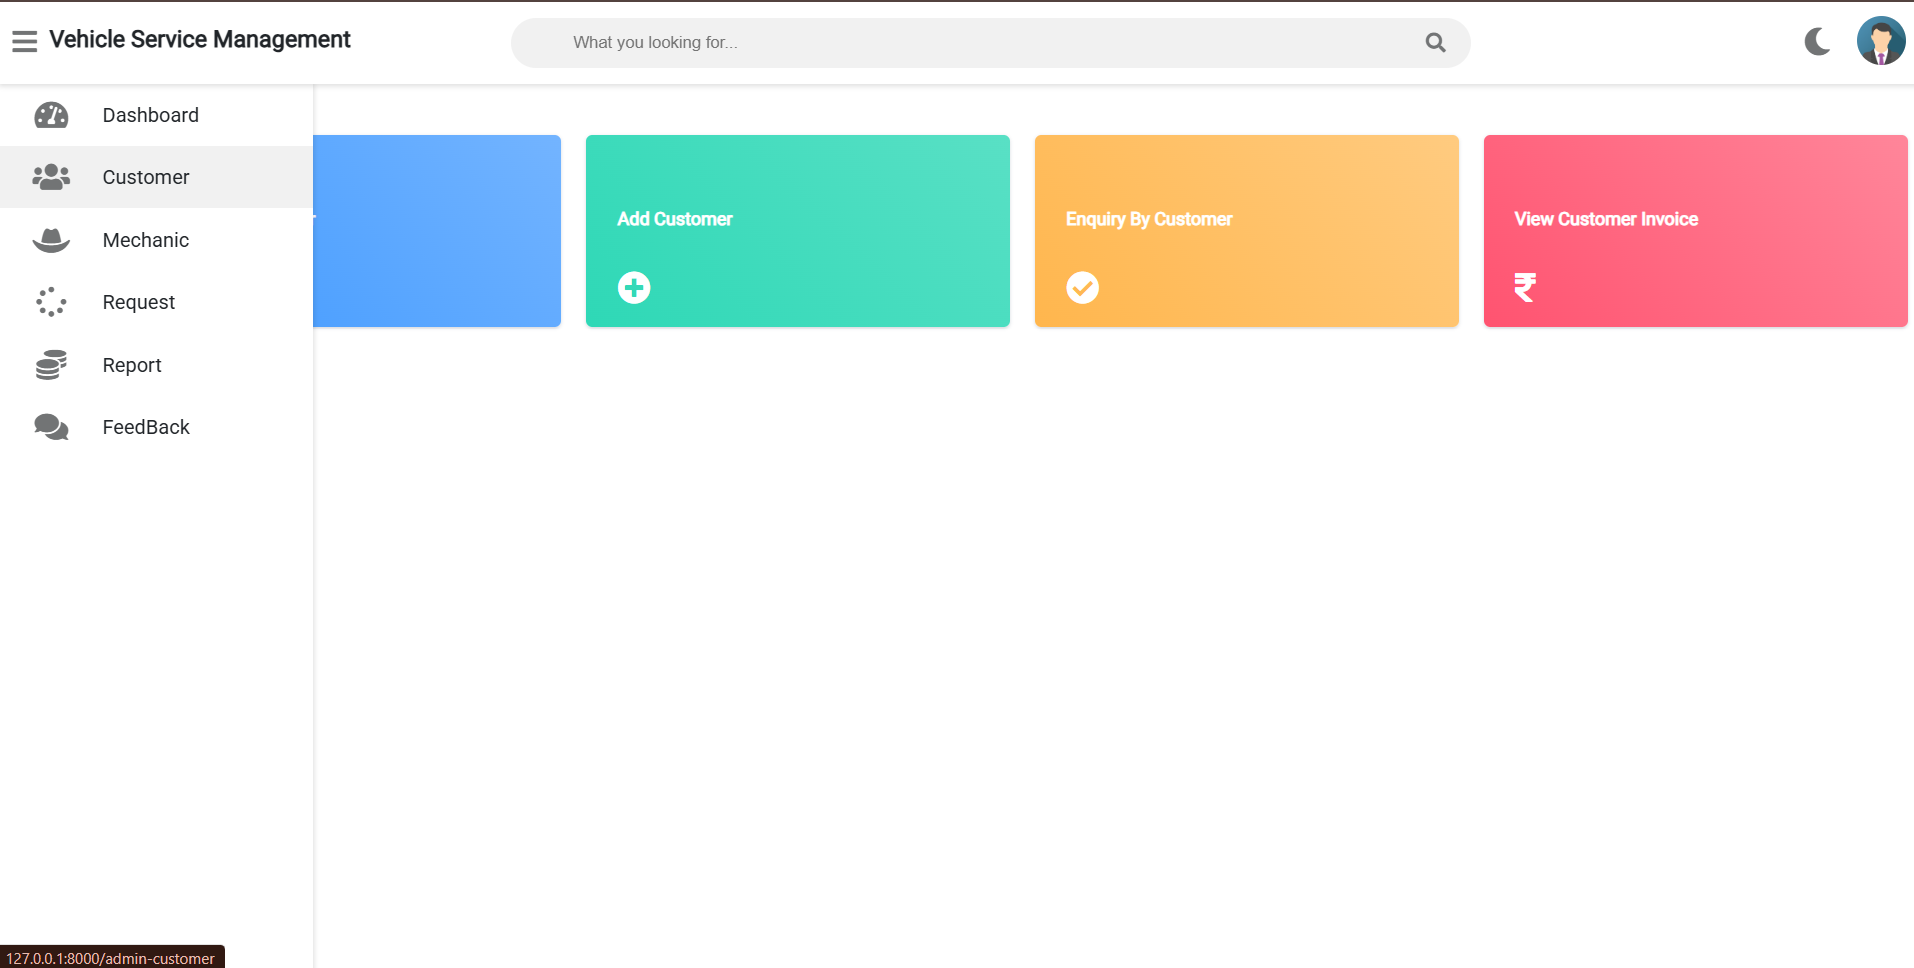 Vehicle Service Management
What you looking for...
Dashboard
Customer
Mechanic
Request
Report
FeedBack
Add Customer
Enquiry By Customer
View Customer Invoice
₹
127.0.0.1:8000/admin-customer